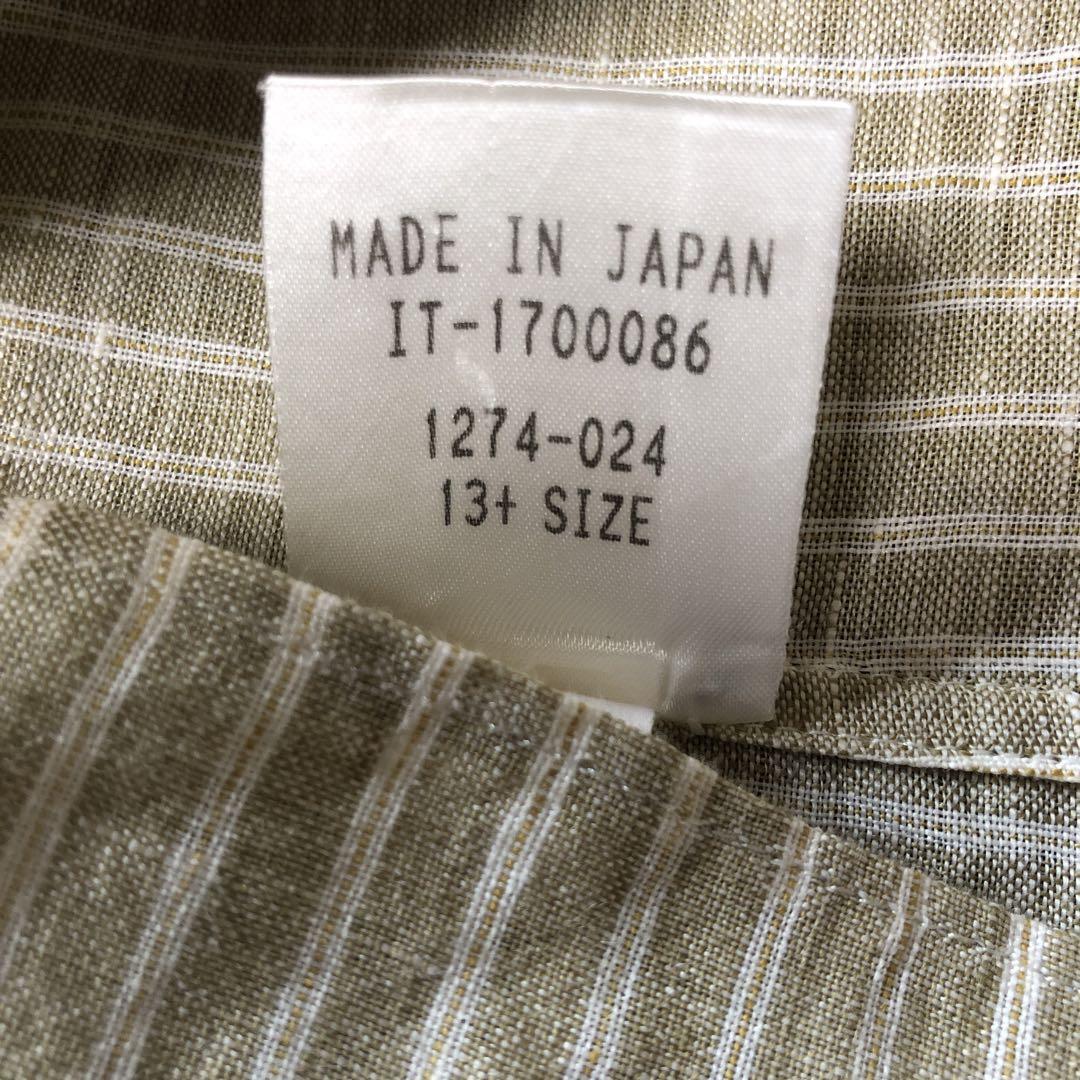 MADE IN JAPAN
IT-1700086
1274-024
13+ SIZE